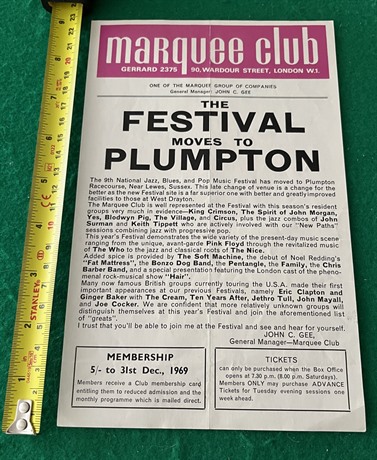 marquee club
GERRARD 2375 90, WARDOUR STREET, LONDON W.1.
ONE OF THE MARQUEE GROUP OF COMPANIES
General Manager: JOHN C. GEE
THE
FESTIVAL
MOVES TO
PLUMPTON
The 9th National Jazz, Blues, and Pop Music Festival has moved to Plumpton
Racecourse, Near Lewes, Sussex. This late change of venue is a change for the
better as the new Festival site is a far superior one with better and greatly improved
facilities to those at West Drayton.
The Marquee Club is well represented at the Festival with this season's resident
groups very much in evidence—King Crimson, The Spirit of John Morgan,
Yes, Blodwyn Pig, The Village, and Circus, plus the jazz combos of John
Surman and Keith Tippett who are actively involved with our "New Paths"
sessions combining jazz with progressive pop.
This year's Festival demonstrates the wide variety of the present-day music scene
ranging from the unique, avant-garde Pink Floyd through the revitalized music
of The Who to the jazz and classical roots of The Nice.
Added spice is provided by The Soft Machine, the debut of Noel Redding's
"Fat Mattress", the Bonzo Dog Band, the Pentangle, the Family, the Chris
Barber Band, and a special presentation featuring the London cast of the pheno-
menal rock-musical show "Hair".
Many now famous British groups currently touring the U.S.A. made their first
important appearances at our previous Festivals, namely Eric Clapton and
Ginger Baker with The Cream, Ten Years After, Jethro Tull, John Mayall,
and Joe Cocker. We are confident that more relatively unknown groups will
distinguish themselves at this year's Festival and join the aforementioned list
of "greats".
I trust that you'll be able to join me at the Festival and see and hear for yourself.
JOHN C. GEE,
General Manager—Marquee Club
MEMBERSHIP
5/- to 31st Dec., 1969
Members receive a Club membership card
entitling them to reduced admission and the
monthly programme which is mailed direct.
TICKETS
can only be purchased when the Box Office
opens at 7.30 p.m. (8.00 p.m. Saturdays).
Members ONLY may purchase ADVANCE
Tickets for Tuesday evening sessions one
week ahead.
STANLEY